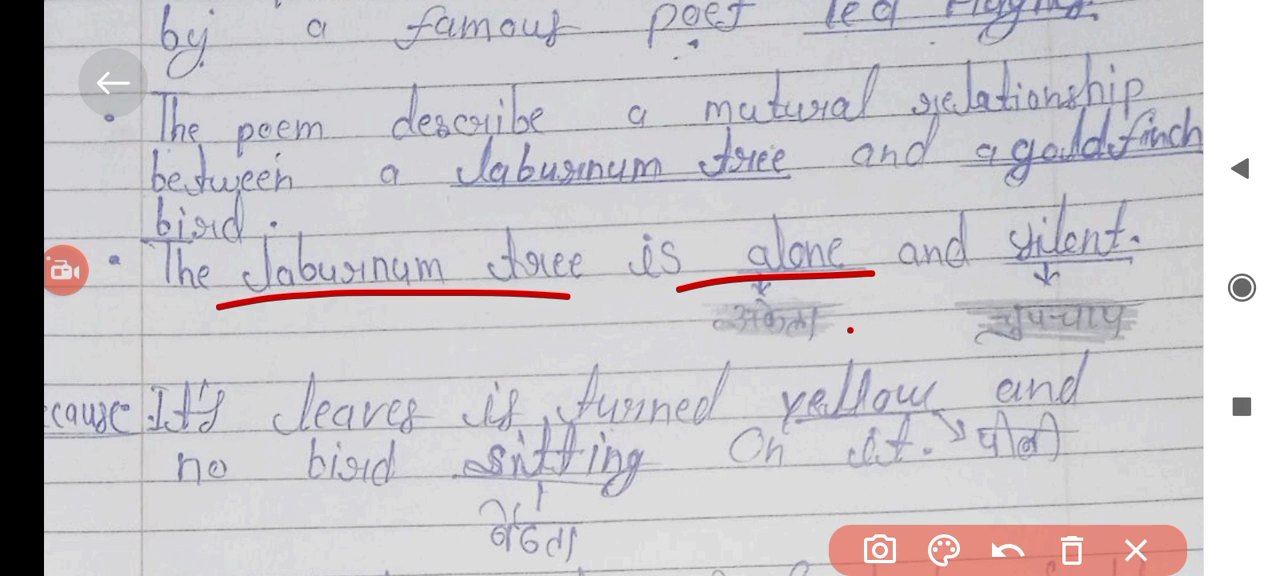 by a famous poet Ted Hughes.
The poem describe a mutural relationship
between a laburnum tree and a goldfinch
bird.
The laburnum tree is alone and silent.
अकेला चुपचाप
cause It's leaves is turned yellow and
no bird sitting on it. पीली
बैठता